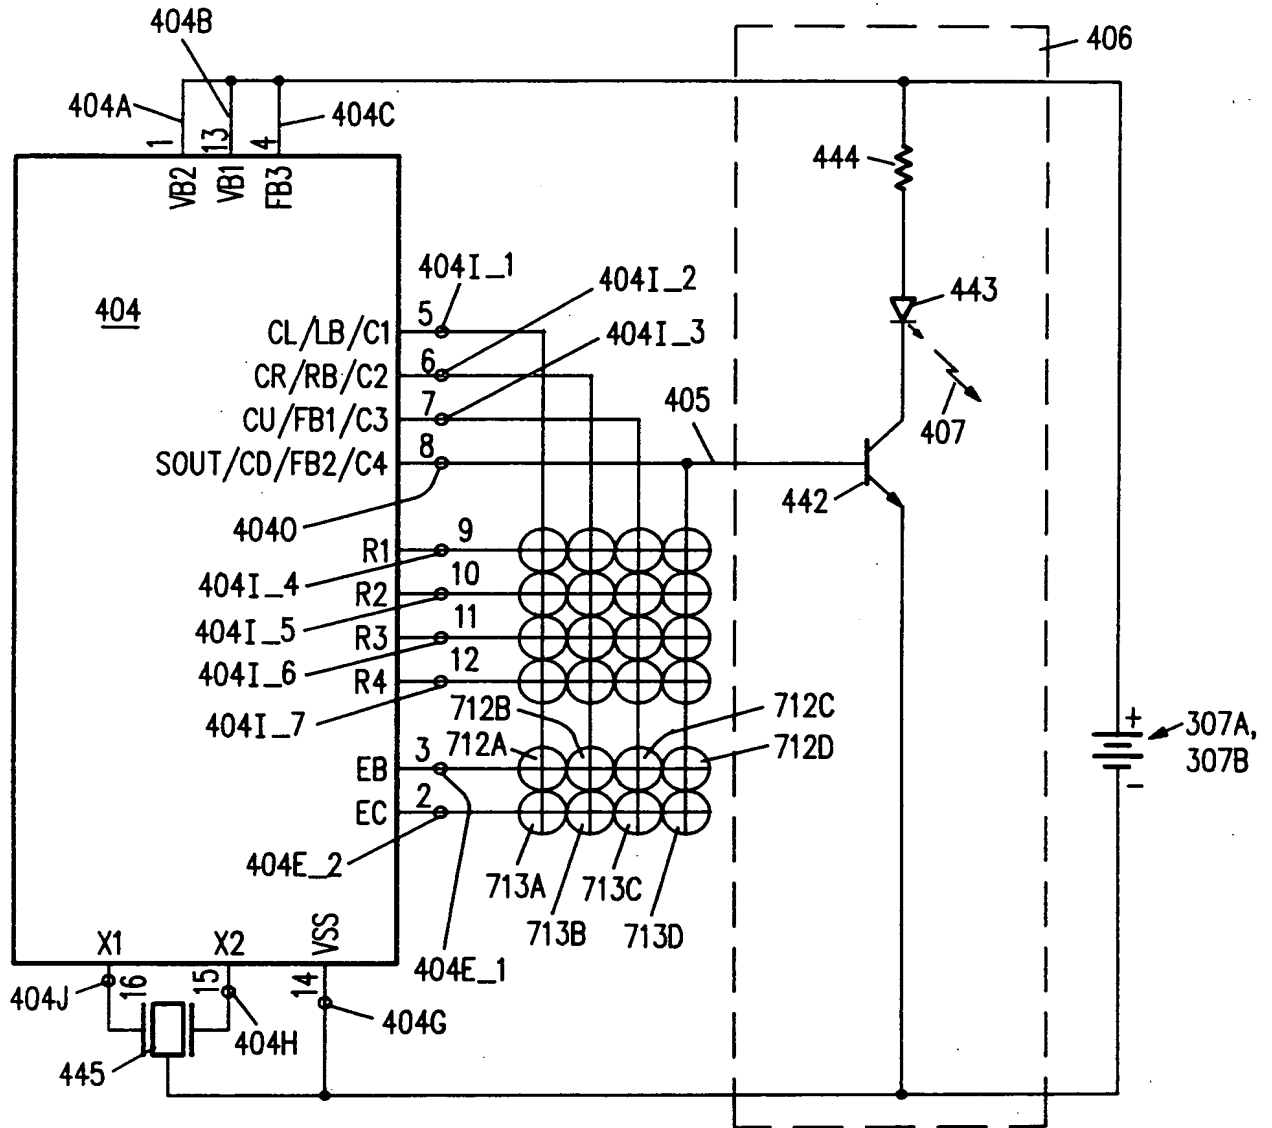 404B
406
404A
404C
1
13
4
VB2
VB1
FB3
444
404
404I_1
404I_2
443
404I_3
CL/LB/C1
5
CR/RB/C2
6
CU/FB1/C3
7
405
407
SOUT/CD/FB2/C4
8
442
4040
R1
9
404I_4
R2
10
404I_5
R3
11
404I_6
R4
12
404I_7
712B
712C
712A
712D
+
307A,
307B
-
EB
3
EC
2
404E_2
713A
713C
713B
713D
404E_1
X1
X2
VSS
404J
16
15
14
404H
404G
445